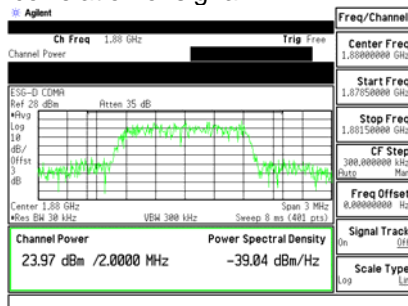 Agilent
Freq/Channel
Ch Freq 1.88 GHz Trig Free
Channel Power
Center Freq
1.88000000 GHz
Start Freq
1.87850000 GHz
Stop Freq
1.88150000 GHz
CF Step
300.000000 kHz
Auto Man
Freq Offset
0.00000000 Hz
Signal Track
On Off
Scale Type
Log Lin
ESG-D CDMA
Ref 28 dBm Atten 35 dB
#Avg
Log
10
dB/
Offst
3
dB
Center 1.88 GHz Span 3 MHz
#Res BW 30 kHz VBW 300 kHz Sweep 8 ms (401 pts)
Channel Power Power Spectral Density
23.97 dBm /2.0000 MHz -39.04 dBm/Hz